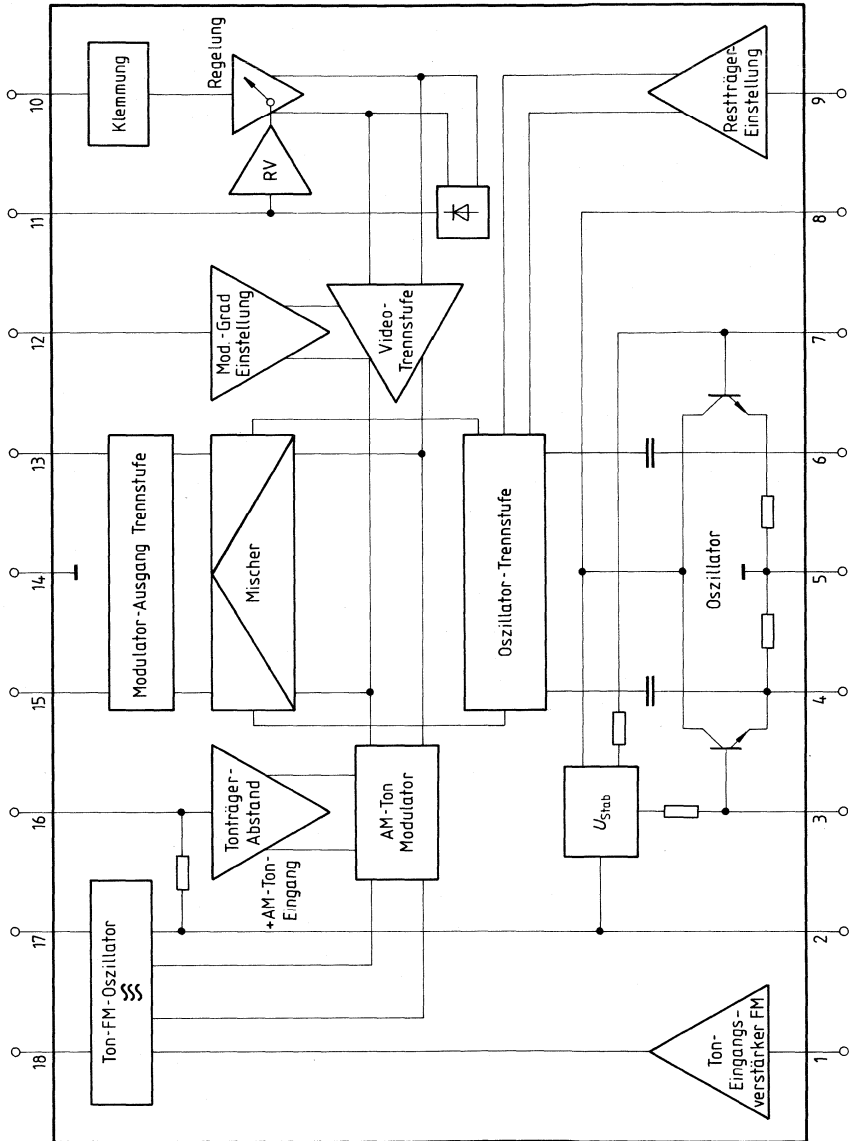 18
17
16
15
14
13
12
11
10
Ton-FM-Oszillator
Tonträger-
Abstand
+AM-Ton-
Eingang
AM-Ton
Modulator
Modulator-Ausgang Trennstufe
Mischer
Mod.-Grad
Einstellung
Video-
Trennstufe
RV
Regelung
Klemmung
Oszillator-Trennstufe
Restträger-
Einstellung
UStab
Oszillator
Ton-
Eingangs-
verstärker FM
1
2
3
4
5
6
7
8
9